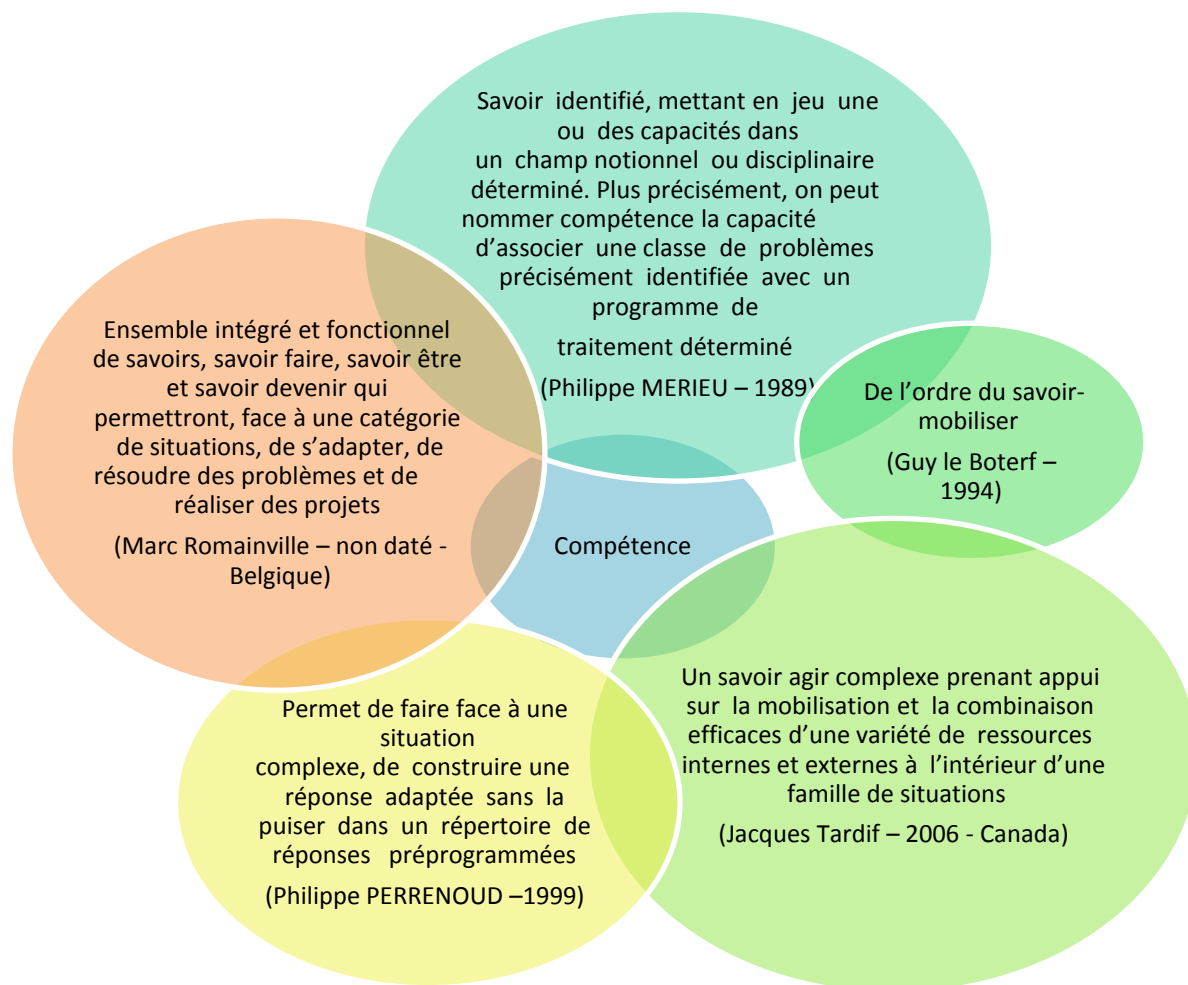 Savoir identifié, mettant en jeu une
ou des capacités dans
un champ notionnel ou disciplinaire
déterminé. Plus précisément, on peut
nommer compétence la capacité
d’associer une classe de problèmes
précisément identifiée avec un
programme de
traitement déterminé
(Philippe MERIEU – 1989)
Ensemble intégré et fonctionnel
de savoirs, savoir faire, savoir être
et savoir devenir qui
permettront, face à une catégorie
de situations, de s’adapter, de
résoudre des problèmes et de
réaliser des projets
(Marc Romainville – non daté -
Belgique)
De l’ordre du savoir-
mobiliser
(Guy le Boterf –
1994)
Compétence
Permet de faire face à une
situation
complexe, de construire une
réponse adaptée sans la
puiser dans un répertoire de
réponses préprogrammées
(Philippe PERRENOUD –1999)
Un savoir agir complexe prenant appui
sur la mobilisation et la combinaison
efficaces d’une variété de ressources
internes et externes à l’intérieur d’une
famille de situations
(Jacques Tardif – 2006 - Canada)